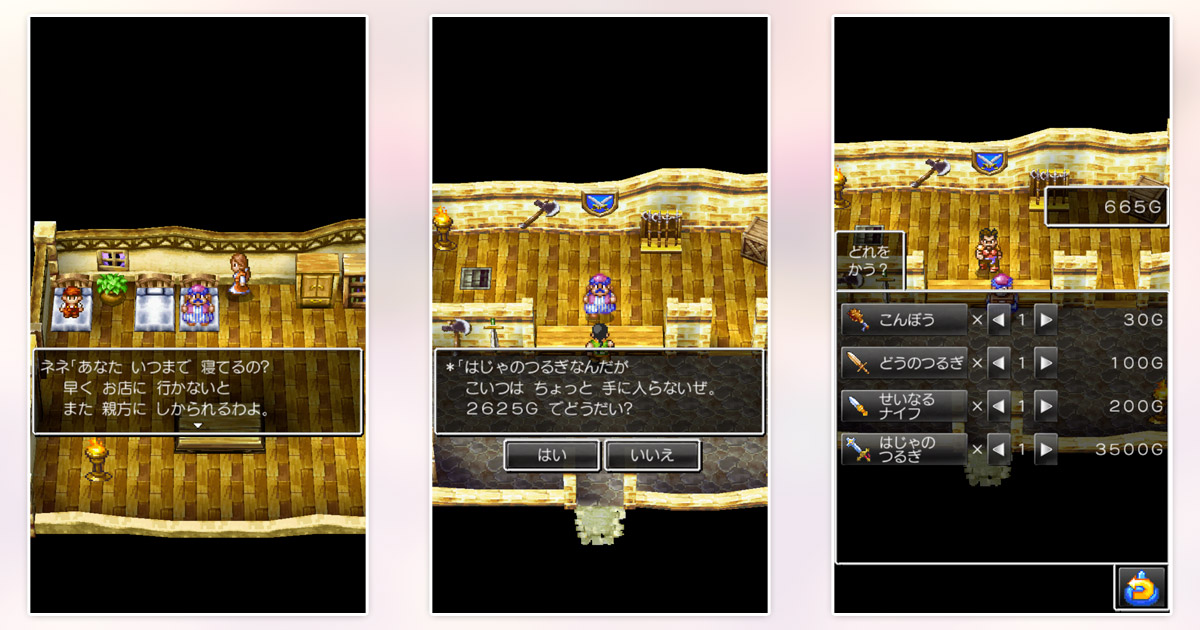 ネネ「あなた いつまで 寝てるの?
早く お店に 行かないと
また 親方に しかられるわよ。
*「はじゃのつるぎなんだが
こいつは ちょっと 手に入らないぜ。
2625G でどうだい?
はい
いいえ
665G
どれを
かう?
こんぼう × 1 30G
どうのつるぎ × 1 100G
せいなる
ナイフ × 1 200G
はじゃの
つるぎ × 1 3500G